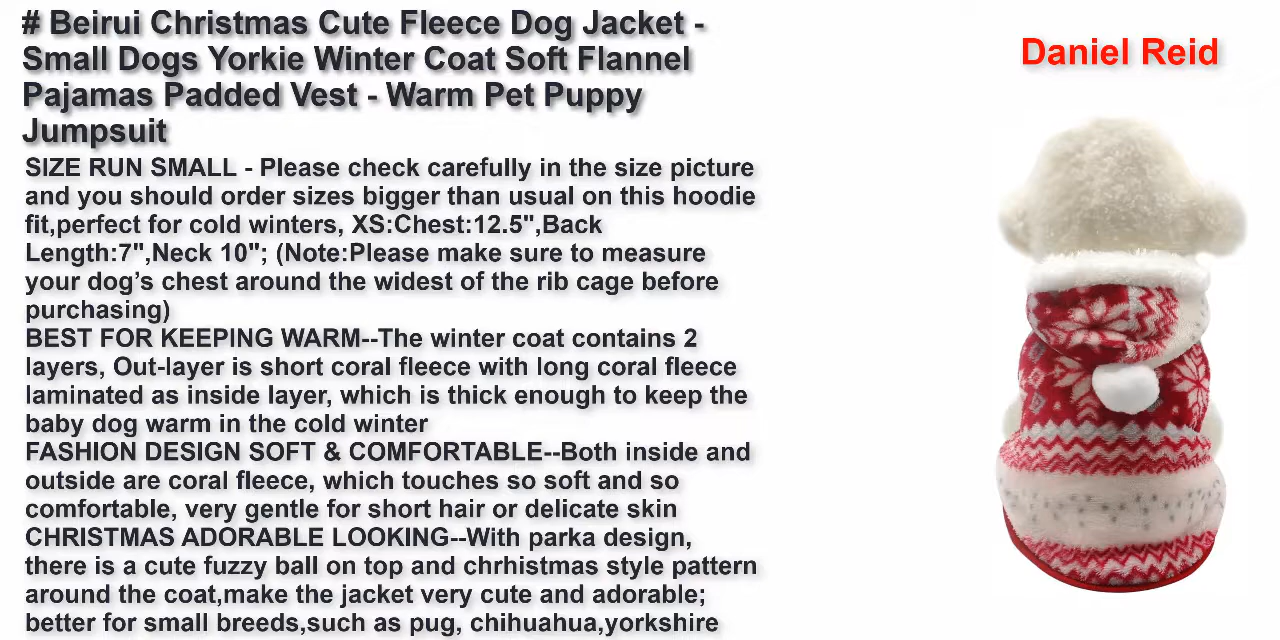 # Beirui Christmas Cute Fleece Dog Jacket -
Small Dogs Yorkie Winter Coat Soft Flannel
Pajamas Padded Vest - Warm Pet Puppy
Jumpsuit
SIZE RUN SMALL - Please check carefully in the size picture
and you should order sizes bigger than usual on this hoodie
fit,perfect for cold winters, XS:Chest:12.5",Back
Length:7",Neck 10"; (Note:Please make sure to measure
your dog’s chest around the widest of the rib cage before
purchasing)
BEST FOR KEEPING WARM--The winter coat contains 2
layers, Out-layer is short coral fleece with long coral fleece
laminated as inside layer, which is thick enough to keep the
baby dog warm in the cold winter
FASHION DESIGN SOFT & COMFORTABLE--Both inside and
outside are coral fleece, which touches so soft and so
comfortable, very gentle for short hair or delicate skin
CHRISTMAS ADORABLE LOOKING--With parka design,
there is a cute fuzzy ball on top and chrhistmas style pattern
around the coat,make the jacket very cute and adorable;
better for small breeds,such as pug, chihuahua,yorkshire
Daniel Reid